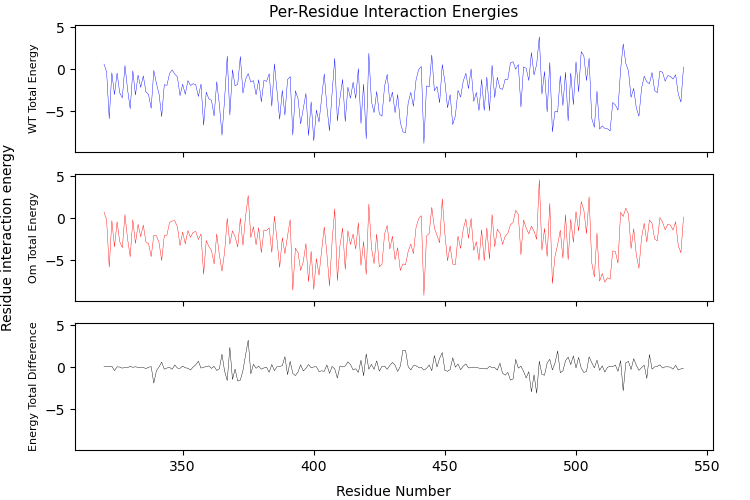 Per-Residue Interaction Energies
Residue interaction energy
WT Total Energy
5
0
−5
Om Total Energy
5
0
−5
Energy Total Difference
5
0
−5
350
400
450
500
550
Residue Number